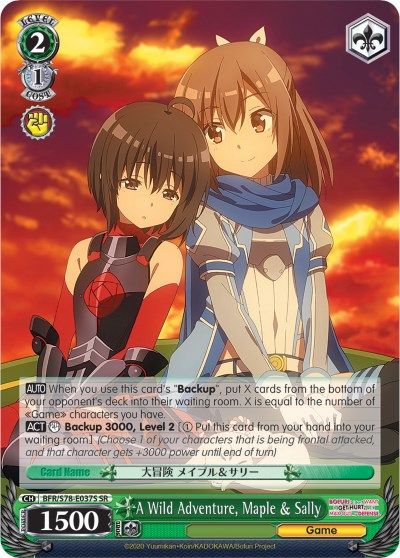 LEVEL
2
1
COST
AUTO When you use this card's "Backup", put X cards from the bottom of
your opponent's deck into their waiting room. X is equal to the number of
«Game» characters you have.
ACT Backup 3000, Level 2 [① Put this card from your hand into your
waiting room] (Choose 1 of your characters that is being frontal attacked,
and that character gets +3000 power until end of turn)
Card Name 大冒険 メイプル&サリー
CH BFR/S78-E037S SR
A Wild Adventure, Maple & Sally
POWER 1500
Game
©2020 Yuumikan・Koin/KADOKAWA/Bofuri Project